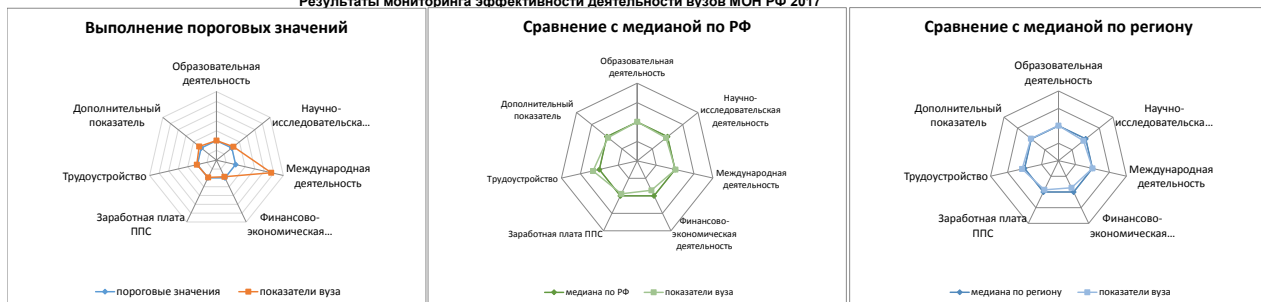 Результаты мониторинга эффективности деятельности вузов МОН РФ 2017
Выполнение пороговых значений
Образовательная
деятельность
Научно-
исследовательска...
Международная
деятельность
Финансово-
экономическая...
Заработная плата
ППС
Трудоустройство
Дополнительный
показатель
пороговые значения
показатели вуза
Сравнение с медианой по РФ
Образовательная
деятельность
Научно-
исследовательская
деятельность
Международная
деятельность
Финансово-
экономическая
деятельность
Заработная плата ППС
Трудоустройство
Дополнительный
показатель
медиана по РФ
показатели вуза
Сравнение с медианой по региону
Образовательная
деятельность
Научно-
исследовательска...
Международная
деятельность
Финансово-
экономическая...
Заработная плата
ППС
Трудоустройство
Дополнительный
показатель
медиана по региону
показатели вуза